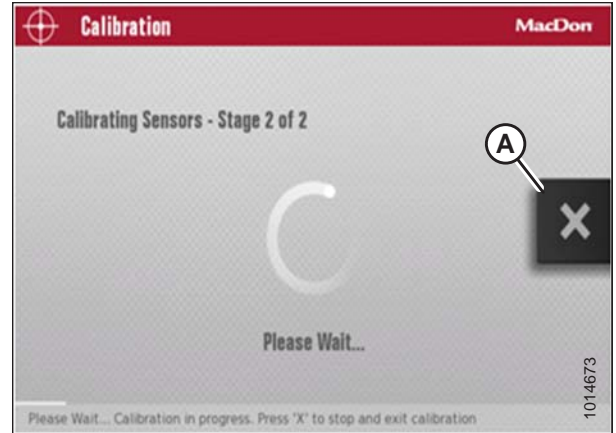 Calibration
MacDon
Calibrating Sensors - Stage 2 of 2
A
X
Please Wait...
1014673
Please Wait... Calibration in progress. Press 'X' to stop and exit calibration